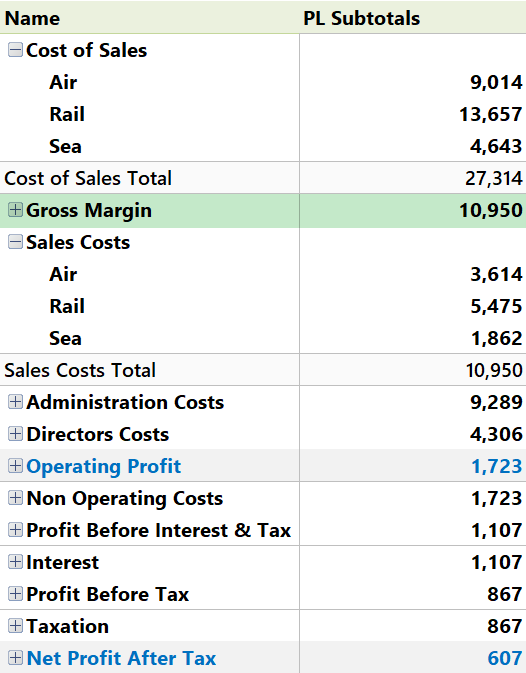 Name PL Subtotals
Cost of Sales
Air 9,014
Rail 13,657
Sea 4,643
Cost of Sales Total 27,314
Gross Margin 10,950
Sales Costs
Air 3,614
Rail 5,475
Sea 1,862
Sales Costs Total 10,950
Administration Costs 9,289
Directors Costs 4,306
Operating Profit 1,723
Non Operating Costs 1,723
Profit Before Interest & Tax 1,107
Interest 1,107
Profit Before Tax 867
Taxation 867
Net Profit After Tax 607